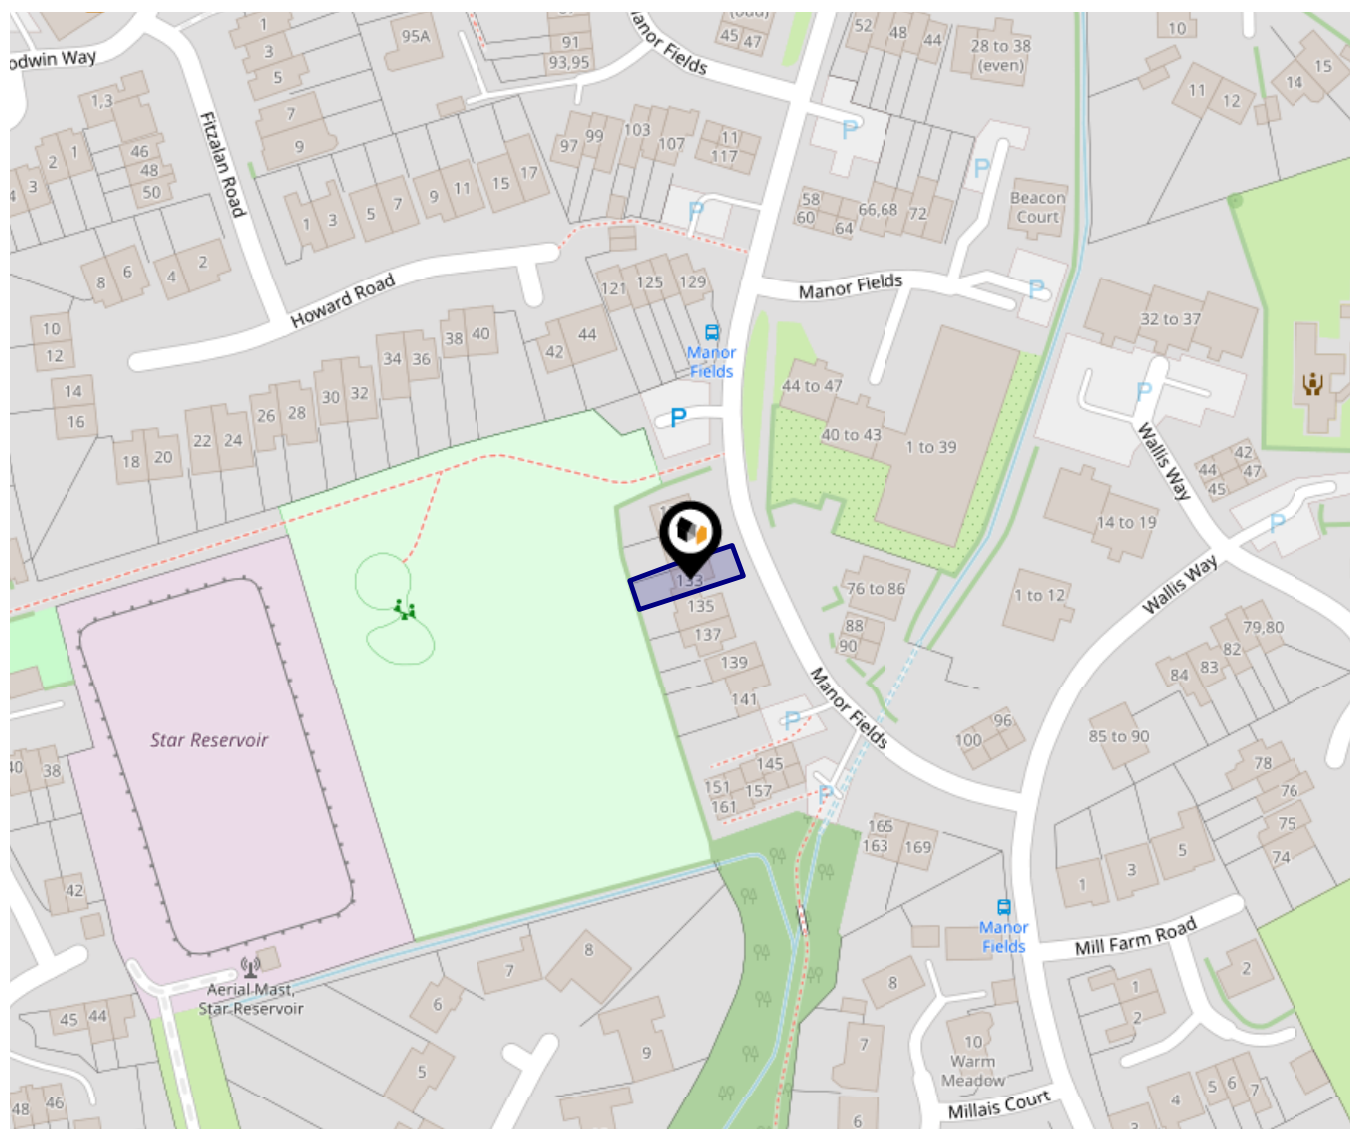 1
3
5
95A
91
93,95
Manor Fields
(odd)
45
47
52
48
44
28 to 38
(even)
10
15
14
11
12
odwin Way
1,3
7
9
Fitzalan Road
2
1
46
48
50
3
97
99
103
107
11
117
P
P
58
60
64
66,68
72
Beacon
Court
17
15
11
9
7
5
3
1
P
8
6
4
2
Howard Road
121
125
129
Manor Fields
P
32 to 37
10
12
14
16
38
40
34
36
42
44
Manor
Fields
30
32
26
28
22
24
18
20
P
44 to 47
40 to 43
1 to 39
P
Wallis Way
42
44
47
45
14 to 19
P
133
135
137
139
141
76 to 86
88
90
1 to 12
Wallis Way
79,80
82
83
84
Manor Fields
P
96
100
85 to 90
78
76
75
74
Star Reservoir
40
38
42
145
151
157
161
P
165
163
169
5
3
1
Manor
Fields
Mill Farm Road
2
8
7
6
Aerial Mast,
Star Reservoir
45
44
5
9
8
7
10
Warm
Meadow
1
2
48
46
Millais Court
6
4
5
6
7
3